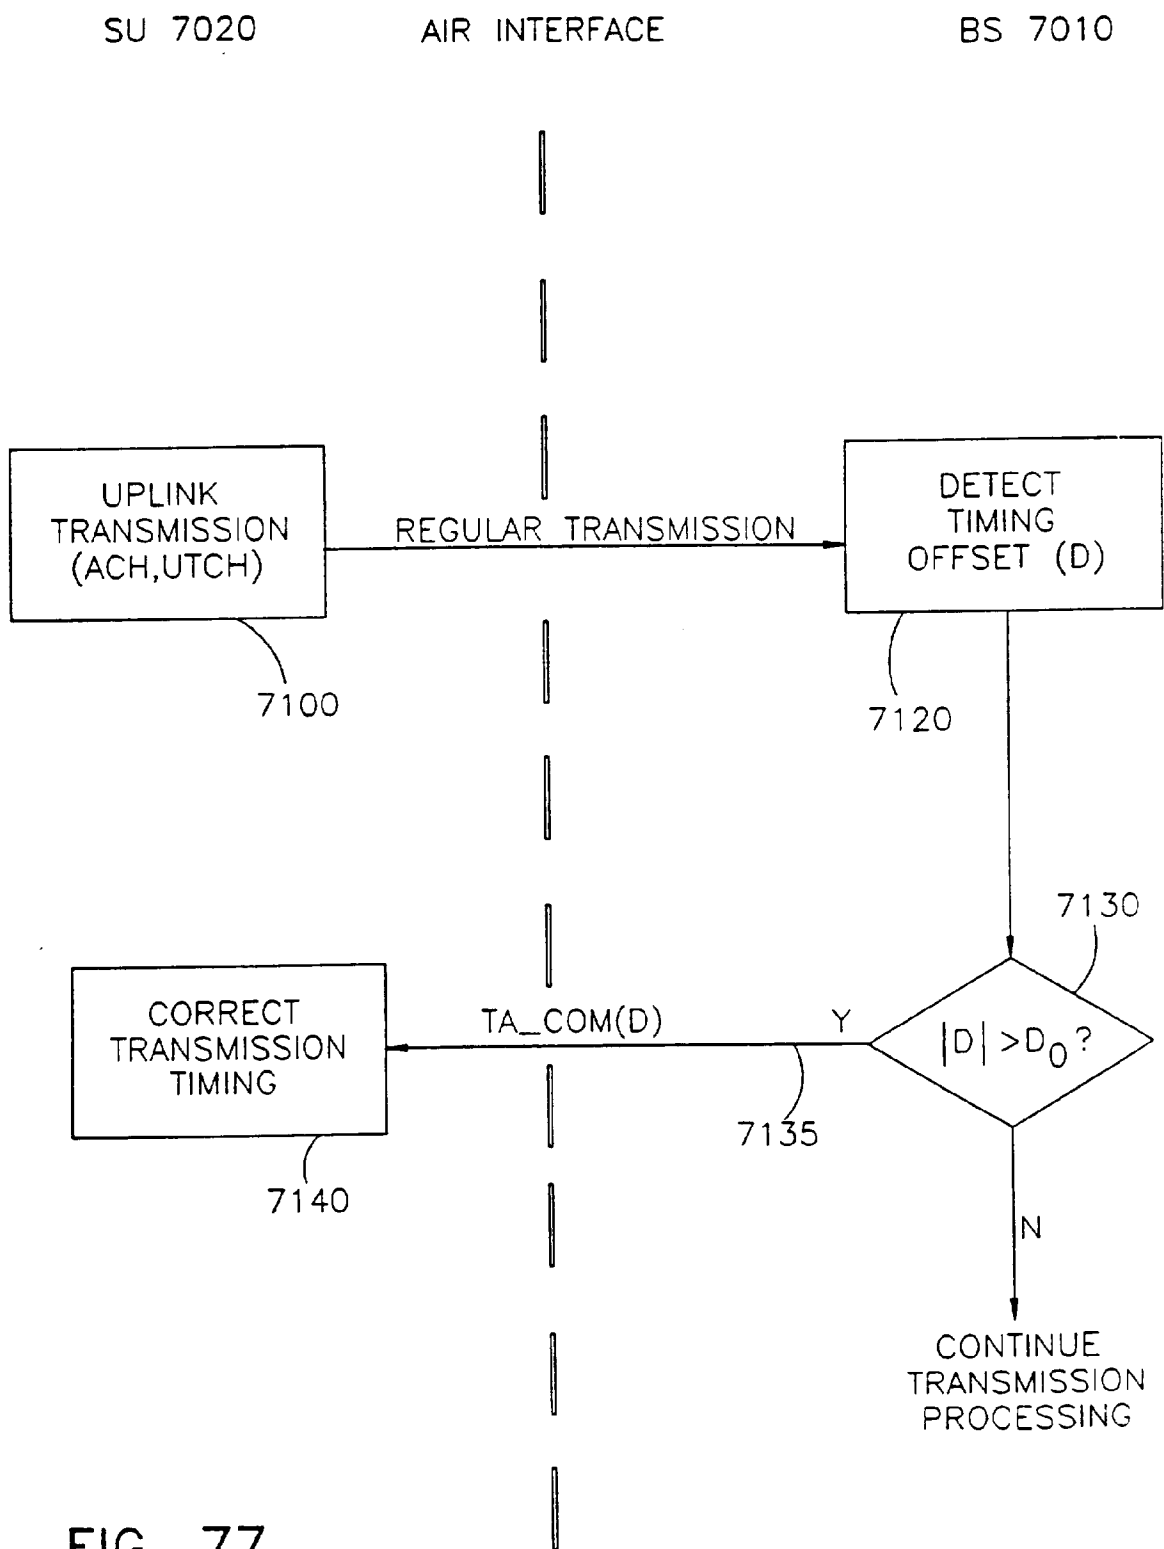 SU 7020 AIR INTERFACE BS 7010
UPLINK
TRANSMISSION
(ACH,UTCH)
REGULAR TRANSMISSION
DETECT
TIMING
OFFSET (D)
7100
7120
7130
CORRECT
TRANSMISSION
TIMING
TA_COM(D)
Y
|D| >D0 ?
7135
7140
N
CONTINUE
TRANSMISSION
PROCESSING
FIG. 77